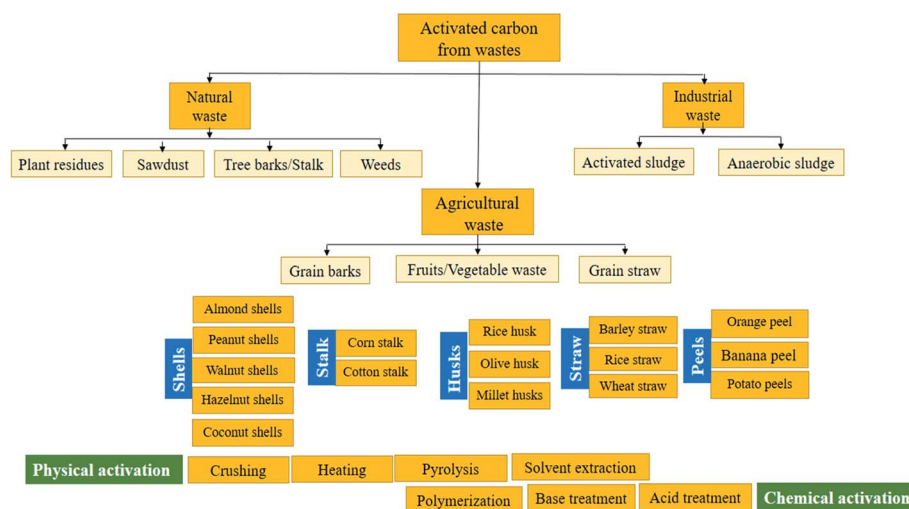 Activated carbon
from wastes
Natural
waste
Industrial
waste
Plant residues
Sawdust
Tree barks/Stalk
Weeds
Activated sludge
Anaerobic sludge
Agricultural
waste
Grain barks
Fruits/Vegetable waste
Grain straw
Shells
Almond shells
Peanut shells
Walnut shells
Hazelnut shells
Coconut shells
Stalk
Corn stalk
Cotton stalk
Husks
Rice husk
Olive husk
Millet husks
Straw
Barley straw
Rice straw
Wheat straw
Peels
Orange peel
Banana peel
Potato peels
Physical activation
Crushing
Heating
Pyrolysis
Solvent extraction
Polymerization
Base treatment
Acid treatment
Chemical activation